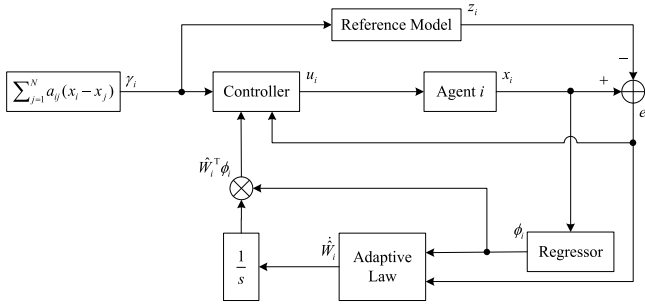 Reference Model
z_i
∑_{j=1}^{N} a_{ij}(x_i − x_j)
γ_i
Controller
u_i
Agent i
x_i
+
−
e
Ŵ_i^⊤ ϕ_i
1/s
\dot{Ŵ}_i
Adaptive
Law
ϕ_i
Regressor